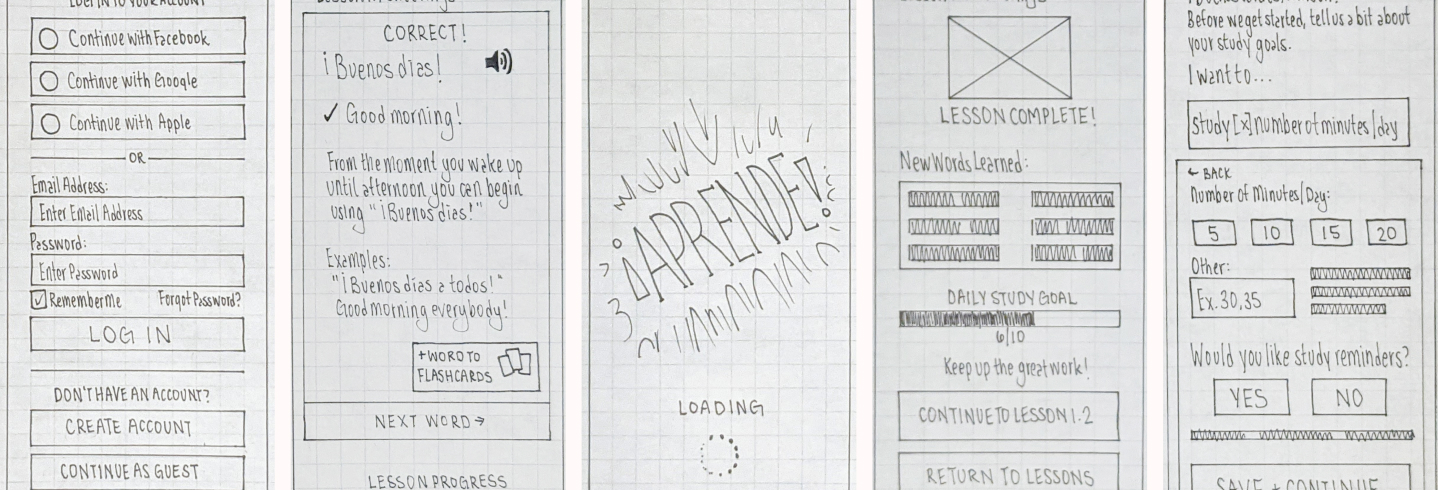 LOG IN TO YOUR ACCOUNT
Continue with Facebook
Continue with Google
Continue with Apple
OR
Email Address:
Enter Email Address
Password:
Enter Password
Remember Me
Forgot Password?
LOG IN
DON'T HAVE AN ACCOUNT?
CREATE ACCOUNT
CONTINUE AS GUEST
CORRECT!
¡Buenos días!
Good morning!
From the moment you wake up
until afternoon you can begin
using "¡Buenos días!"
Examples:
"¡Buenos días a todos!"
Good morning everybody!
+ WORD TO
FLASHCARDS
NEXT WORD →
LESSON PROGRESS
¡APRENDE!
LOADING
LESSON COMPLETE!
New Words Learned:
DAILY STUDY GOAL
6/10
Keep up the great work!
CONTINUE TO LESSON 1.2
RETURN TO LESSONS
Before we get started, tell us a bit about
your study goals.
I want to...
study [x] number of minutes/day
← BACK
Number of Minutes/Day:
5 10 15 20
Other:
Ex. 30, 35
Would you like study reminders?
YES NO
SAVE + CONTINUE